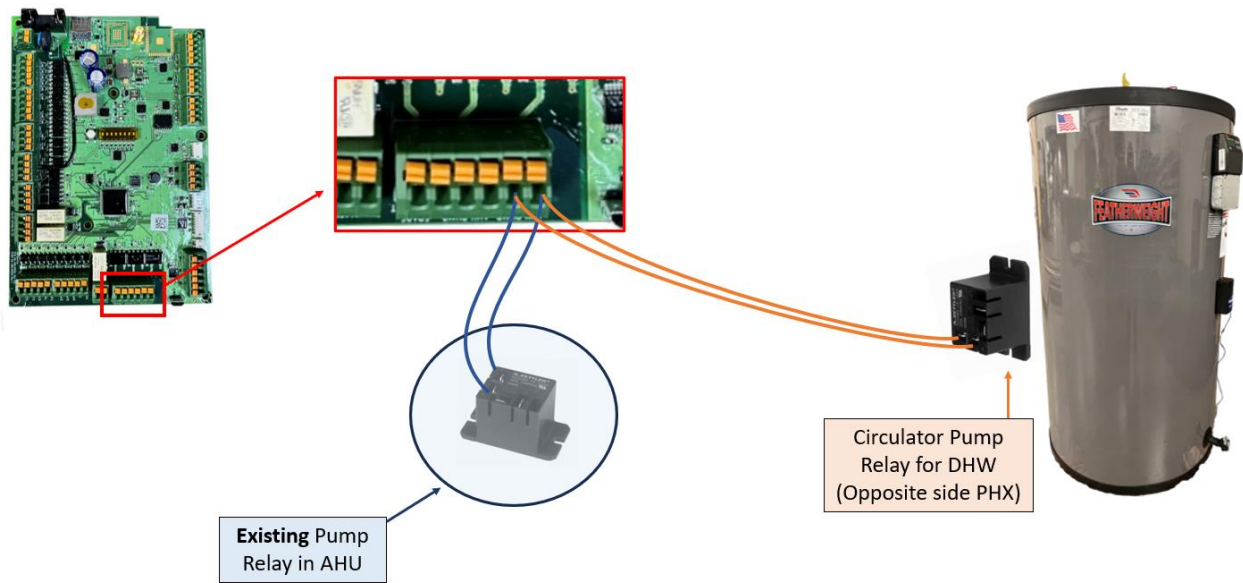 FEATHERWEIGHT
Circulator Pump
Relay for DHW
(Opposite side PHX)
Existing Pump
Relay in AHU